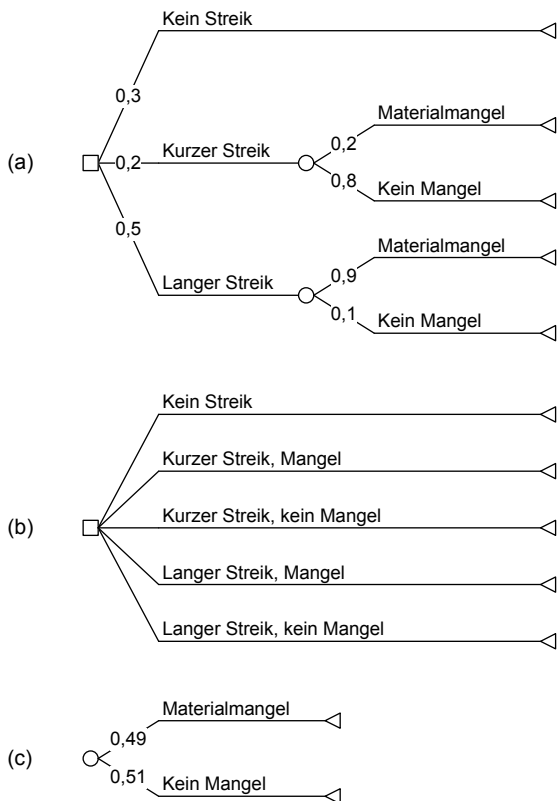 Kein Streik
0,3
Materialmangel
0,2
(a)
0,2
Kurzer Streik
0,8
Kein Mangel
0,5
Materialmangel
0,9
Langer Streik
0,1
Kein Mangel
Kein Streik
Kurzer Streik, Mangel
(b)
Kurzer Streik, kein Mangel
Langer Streik, Mangel
Langer Streik, kein Mangel
Materialmangel
0,49
(c)
0,51
Kein Mangel